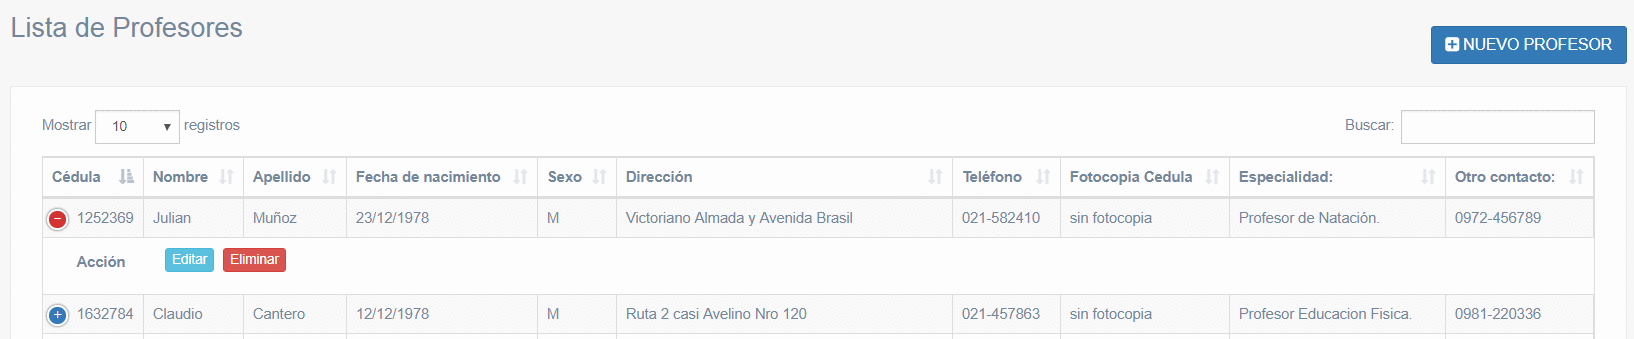 Lista de Profesores
NUEVO PROFESOR
Mostrar 10 registros Buscar:
Cédula Nombre Apellido Fecha de nacimiento Sexo Dirección Teléfono Fotocopia Cedula Especialidad: Otro contacto:
1252369 Julian Muñoz 23/12/1978 M Victoriano Almada y Avenida Brasil 021-582410 sin fotocopia Profesor de Natación. 0972-456789
Acción Editar Eliminar
1632784 Claudio Cantero 12/12/1978 M Ruta 2 casi Avelino Nro 120 021-457863 sin fotocopia Profesor Educacion Fisica. 0981-220336